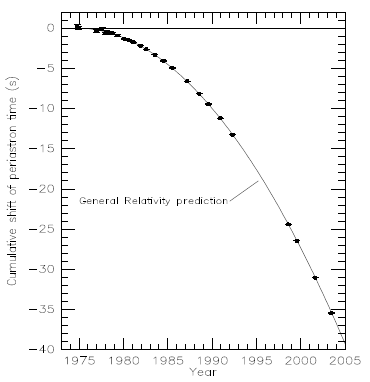 Cumulative shift of periastron time (s)
0
−5
−10
−15
−20
−25
−30
−35
−40
General Relativity prediction
1975 1980 1985 1990 1995 2000 2005
Year